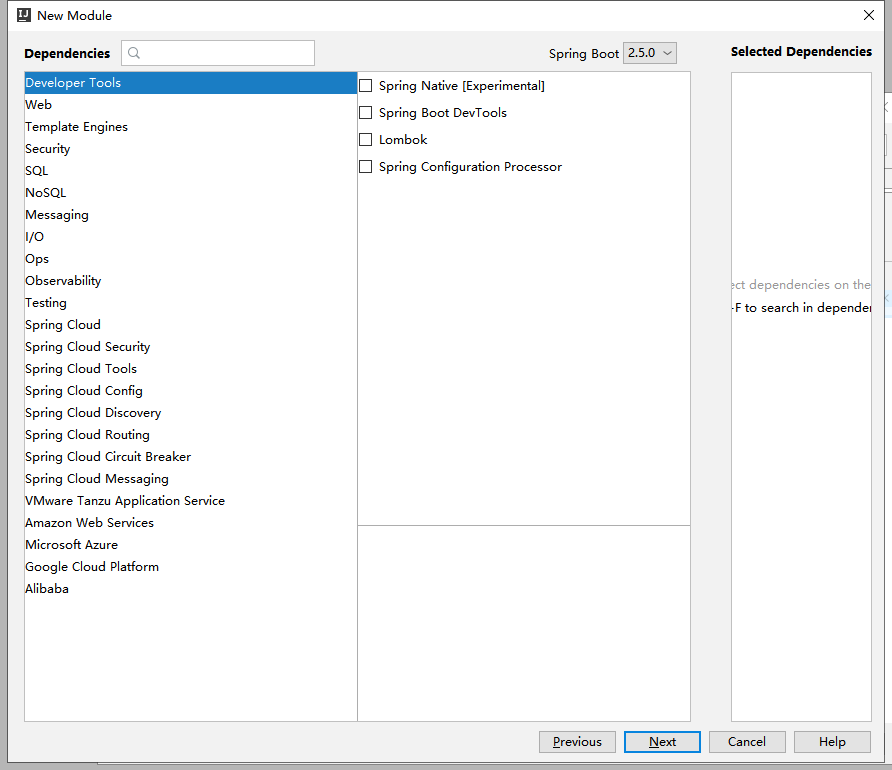 New Module
Dependencies
Spring Boot 2.5.0
Selected Dependencies
Developer Tools
Web
Template Engines
Security
SQL
NoSQL
Messaging
I/O
Ops
Observability
Testing
Spring Cloud
Spring Cloud Security
Spring Cloud Tools
Spring Cloud Config
Spring Cloud Discovery
Spring Cloud Routing
Spring Cloud Circuit Breaker
Spring Cloud Messaging
VMware Tanzu Application Service
Amazon Web Services
Microsoft Azure
Google Cloud Platform
Alibaba
Spring Native [Experimental]
Spring Boot DevTools
Lombok
Spring Configuration Processor
ect dependencies on the
-F to search in depender
Previous
Next
Cancel
Help